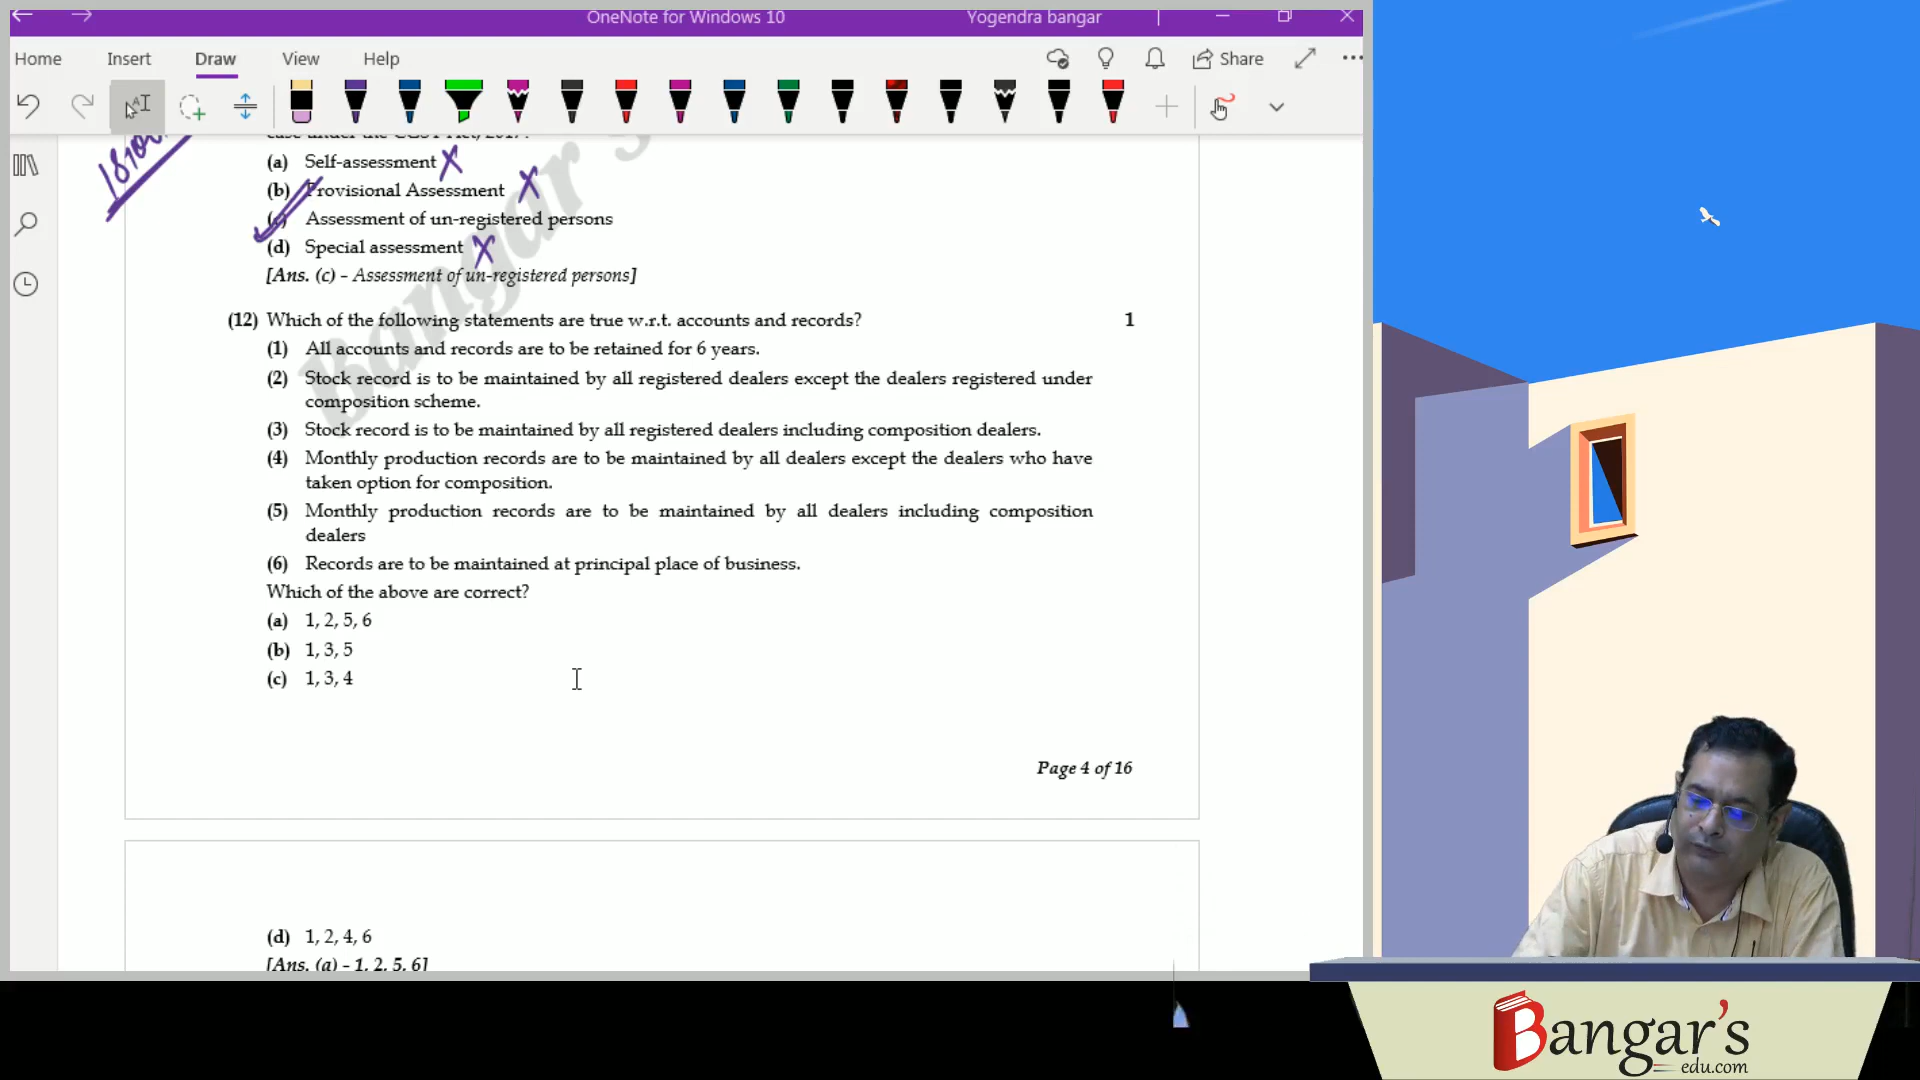 OneNote for Windows 10
Yogendra bangar
Home Insert Draw View Help
Share
case under the CGST Act, 2017?
(a) Self-assessment
(b) Provisional Assessment
(c) Assessment of un-registered persons
(d) Special assessment
[Ans. (c) – Assessment of un-registered persons]
(12) Which of the following statements are true w.r.t. accounts and records? 1
(1) All accounts and records are to be retained for 6 years.
(2) Stock record is to be maintained by all registered dealers except the dealers registered under
composition scheme.
(3) Stock record is to be maintained by all registered dealers including composition dealers.
(4) Monthly production records are to be maintained by all dealers except the dealers who have
taken option for composition.
(5) Monthly production records are to be maintained by all dealers including composition
dealers
(6) Records are to be maintained at principal place of business.
Which of the above are correct?
(a) 1, 2, 5, 6
(b) 1, 3, 5
(c) 1, 3, 4
Page 4 of 16
(d) 1, 2, 4, 6
[Ans. (a) – 1, 2, 5, 6]
Bangar's
Bangar's
edu.com